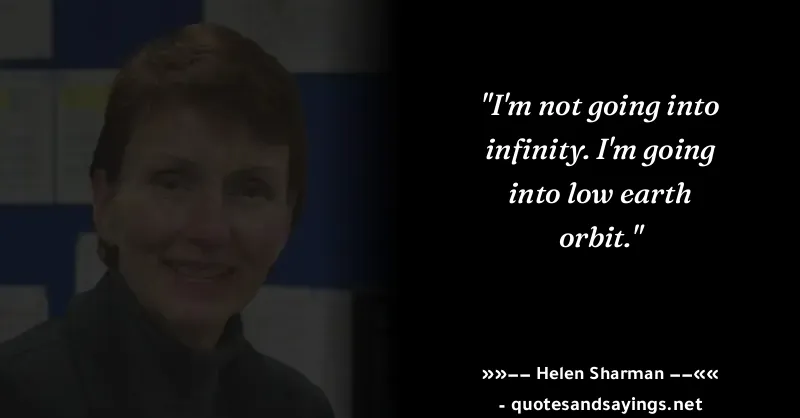 "I'm not going into
infinity. I'm going
into low earth
orbit."
»»–– Helen Sharman ––««
- quotesandsayings.net